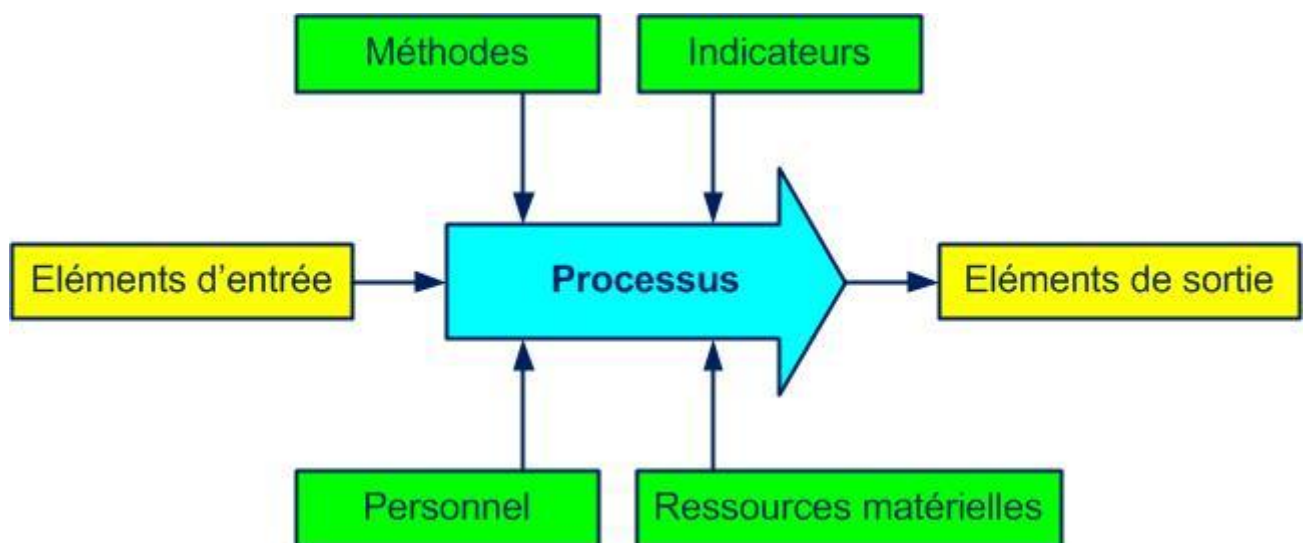 Méthodes
Indicateurs
Eléments d'entrée
Processus
Eléments de sortie
Personnel
Ressources matérielles